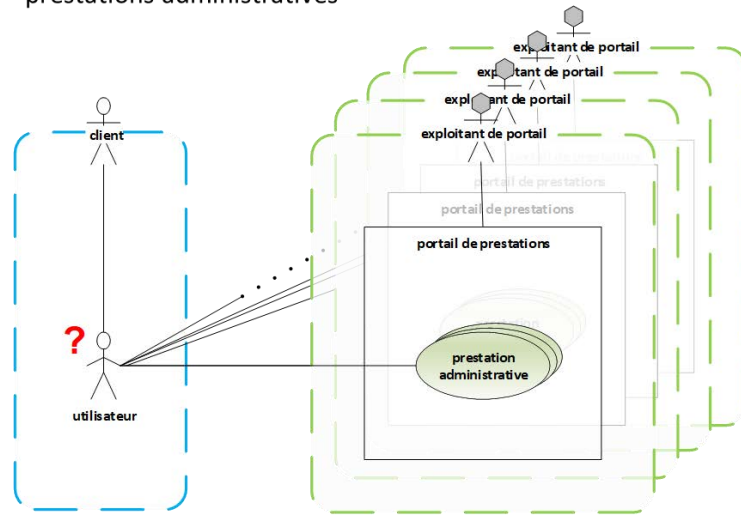 prestations administratives
exploitant de portail
exploitant de portail
exploitant de portail
exploitant de portail
client
portail de prestations
portail de prestations
portail de prestations
?
prestation
administrative
utilisateur